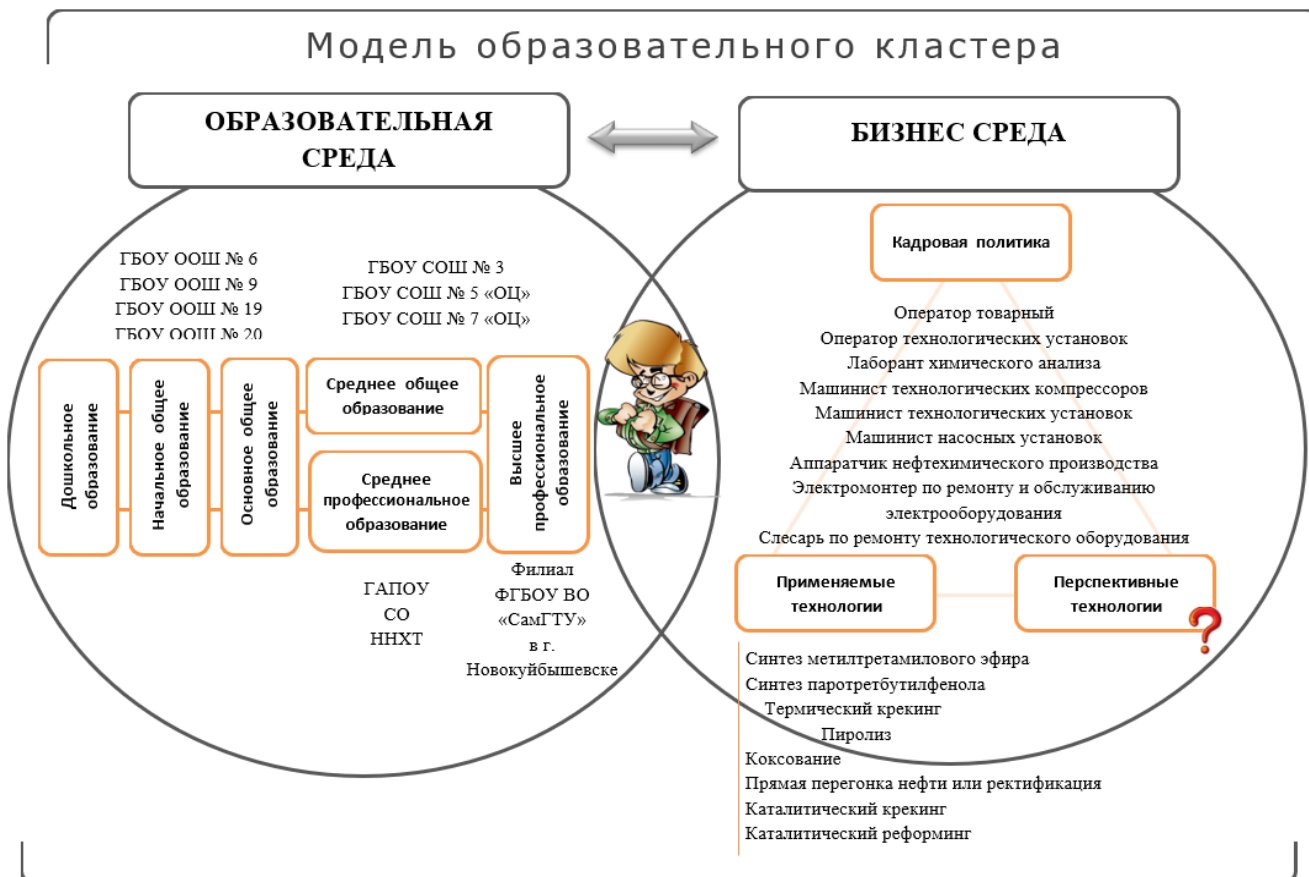 Модель образовательного кластера
ОБРАЗОВАТЕЛЬНАЯ
СРЕДА
БИЗНЕС СРЕДА
ГБОУ ООШ № 6
ГБОУ ООШ № 9
ГБОУ ООШ № 19
ГБОУ ООШ № 20
ГБОУ СОШ № 3
ГБОУ СОШ № 5 «ОЦ»
ГБОУ СОШ № 7 «ОЦ»
Дошкольное
образование
Начальное общее
образование
Основное общее
образование
Среднее общее
образование
Среднее
профессиональное
образование
Высшее
профессиональное
образование
ГАПОУ
СО
ННХТ
Филиал
ФГБОУ ВО
«СамГТУ»
в г.
Новокуйбышевске
Кадровая политика
Оператор товарный
Оператор технологических установок
Лаборант химического анализа
Машинист технологических компрессоров
Машинист технологических установок
Машинист насосных установок
Аппаратчик нефтехимического производства
Электромонтер по ремонту и обслуживанию
электрооборудования
Слесарь по ремонту технологического оборудования
Применяемые
технологии
Перспективные
технологии
?
Синтез метилтретамилового эфира
Синтез паротретбутилфенола
Термический крекинг
Пиролиз
Коксование
Прямая перегонка нефти или ректификация
Каталитический крекинг
Каталитический реформинг